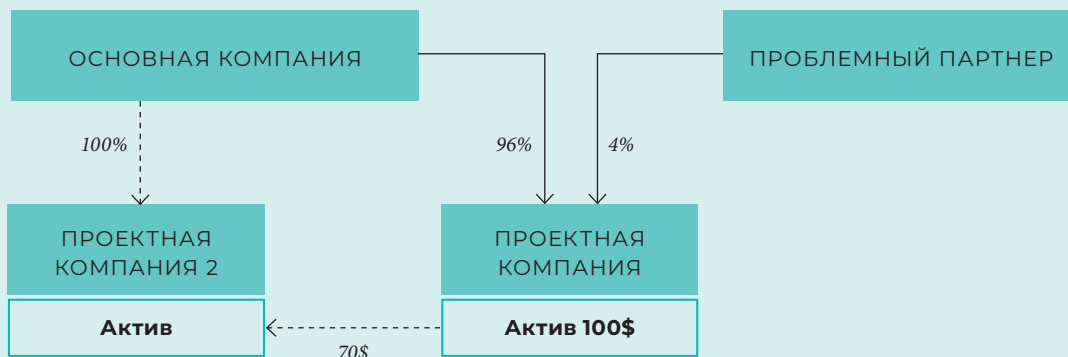 ОСНОВНАЯ КОМПАНИЯ
ПРОБЛЕМНЫЙ ПАРТНЕР
100%
96%
4%
ПРОЕКТНАЯ
КОМПАНИЯ 2
ПРОЕКТНАЯ
КОМПАНИЯ
Актив
Актив 100$
70$